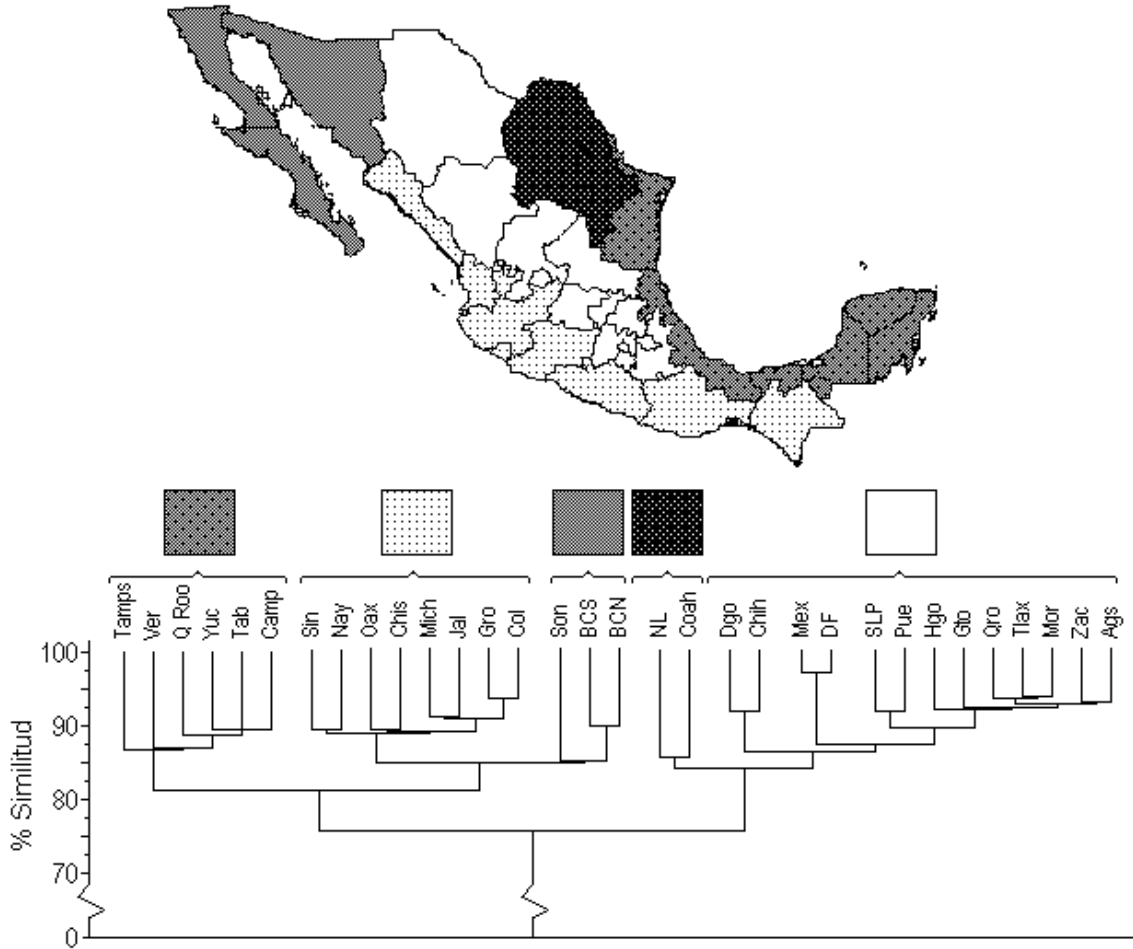 Tamps
Ver
Q Roo
Yuc
Tab
Camp
Sin
Nay
Oax
Chis
Mich
Jal
Gro
Col
Son
BCS
BCN
NL
Coah
Dgo
Chih
Mex
DF
SLP
Pue
Hgo
Gto
Qro
Tlax
Mor
Zac
Ags
% Similitud
100
90
80
70
0